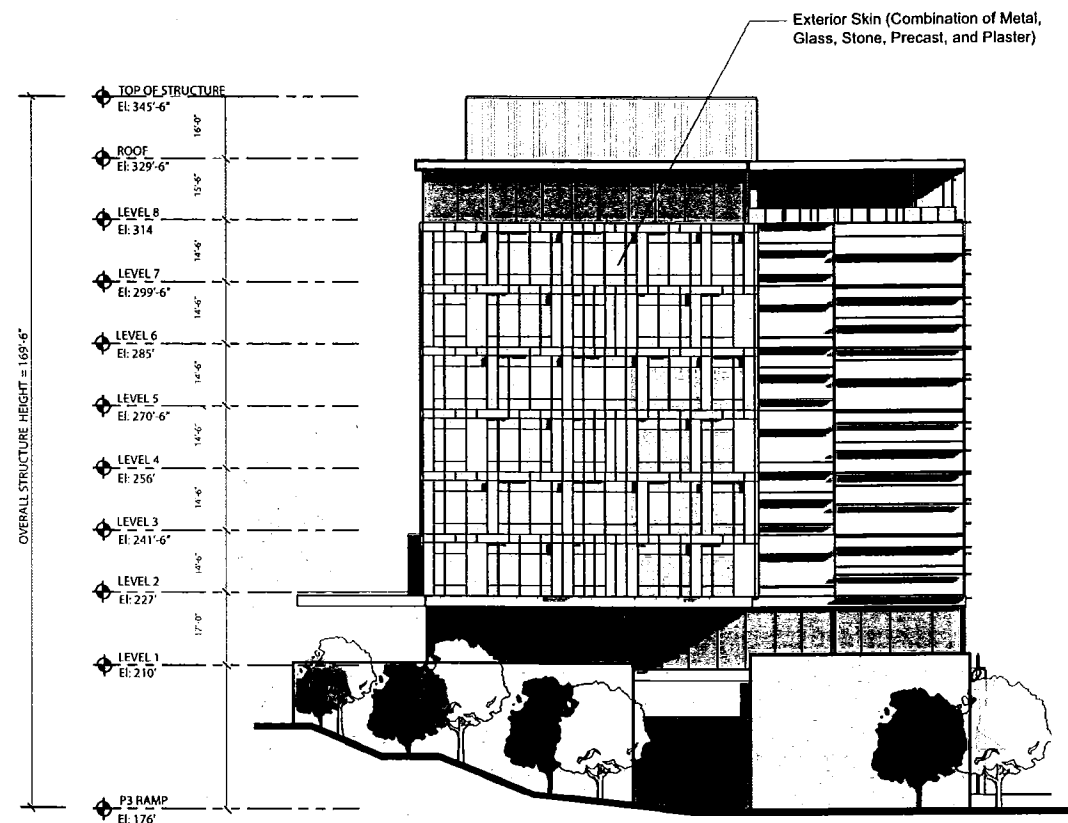 Exterior Skin (Combination of Metal,
Glass, Stone, Precast, and Plaster)
TOP OF STRUCTURE
El: 345'-6"
16'-0"
ROOF
El: 329'-6"
15'-6"
LEVEL 8
El: 314
14'-6"
LEVEL 7
El: 299'-6"
14'-6"
LEVEL 6
El: 285'
14'-6"
LEVEL 5
El: 270'-6"
14'-6"
LEVEL 4
El: 256'
14'-6"
LEVEL 3
El: 241'-6"
14'-6"
LEVEL 2
El: 227'
17'-0"
LEVEL 1
El: 210'
P3 RAMP
El: 176'
OVERALL STRUCTURE HEIGHT = 169'-6"